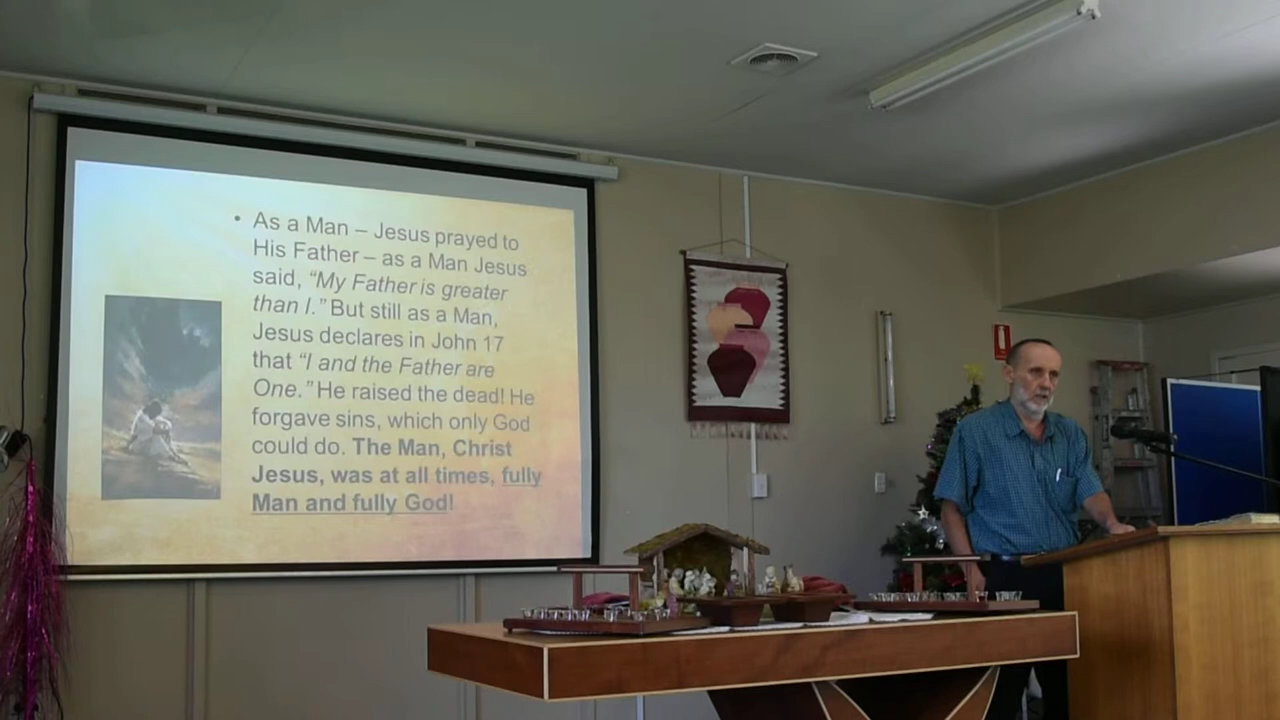 • As a Man – Jesus prayed to
His Father – as a Man Jesus
said, “My Father is greater
than I.” But still as a Man,
Jesus declares in John 17
that “I and the Father are
One.” He raised the dead! He
forgave sins, which only God
could do. The Man, Christ
Jesus, was at all times, fully
Man and fully God!